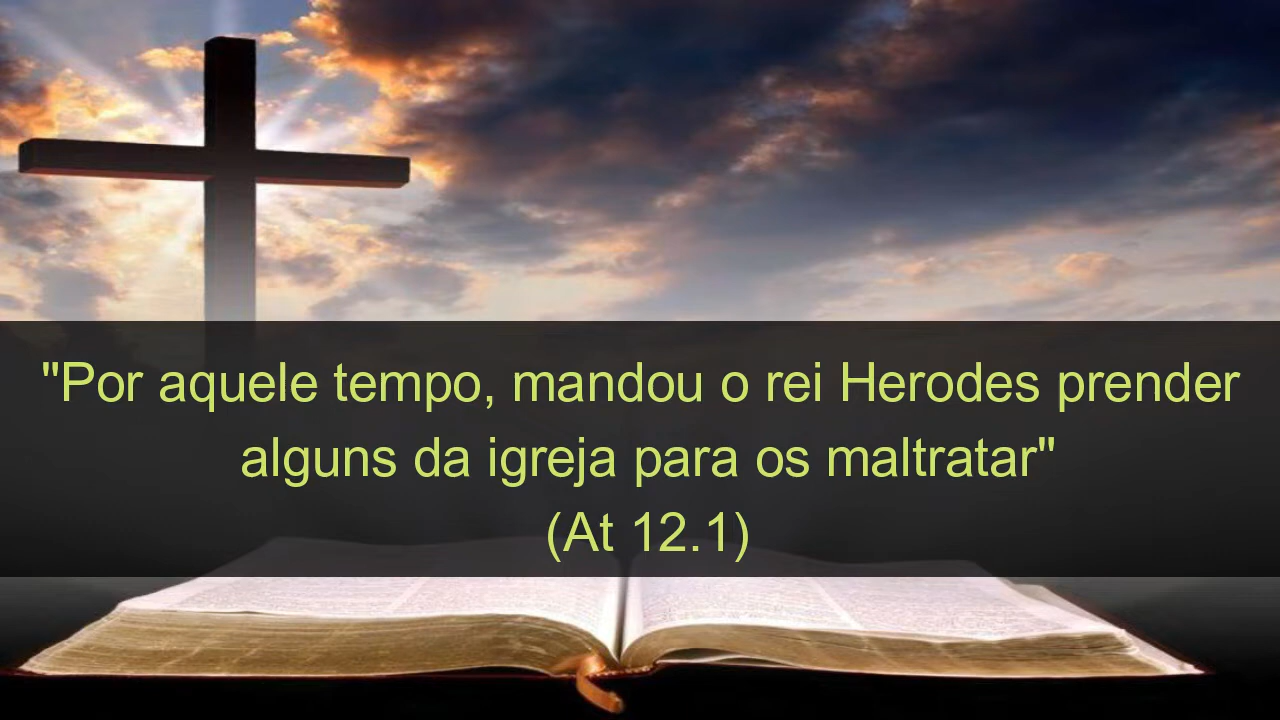 "Por aquele tempo, mandou o rei Herodes prender
alguns da igreja para os maltratar"
(At 12.1)